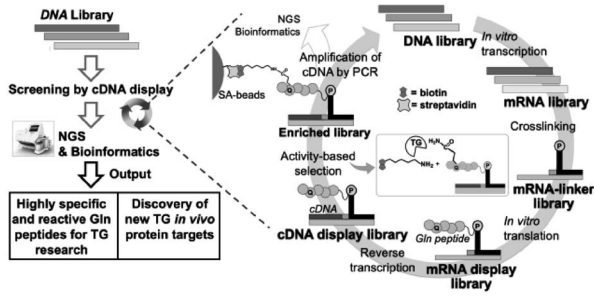 DNA Library
Screening by cDNA display
NGS
& Bioinformatics
Output
Highly specific
and reactive Gln
peptides for TG
research
Discovery of
new TG in vivo
protein targets
NGS
Bioinformatics
Amplification of
cDNA by PCR
SA-beads
Q
P
Enriched library
DNA library
In vitro
transcription
mRNA library
Crosslinking
P
mRNA-linker
library
In vitro
translation
Gln peptide
Q
P
mRNA display
library
Reverse
transcription
Q
P
cDNA
cDNA display library
Activity-based
selection
= biotin
= streptavidin
TG
H₂N
O
NH₂
+
Q
P